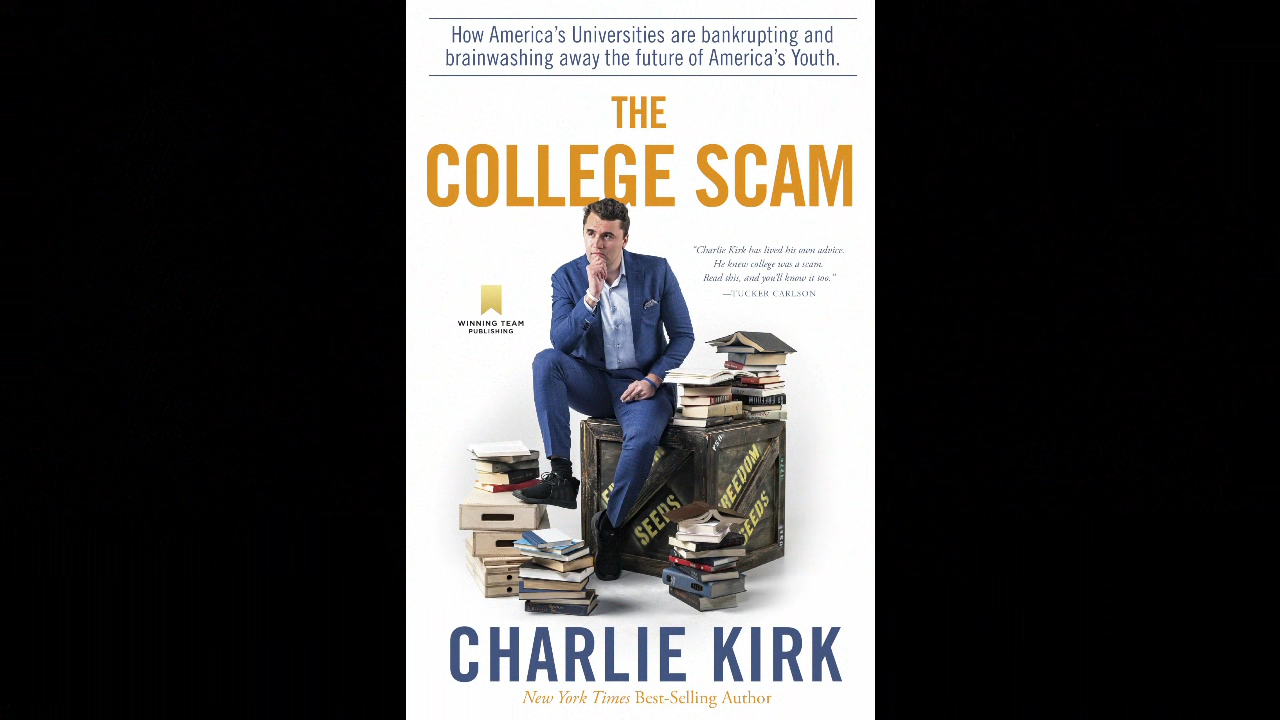 How America's Universities are bankrupting and
brainwashing away the future of America's Youth.
THE
COLLEGE SCAM
"Charlie Kirk has lived his own advice.
He knew college was a scam.
Read this, and you'll know it too."
—TUCKER CARLSON
WINNING TEAM
PUBLISHING
FREEDOM
SEEDS
SEEDS
CHARLIE KIRK
New York Times Best-Selling Author